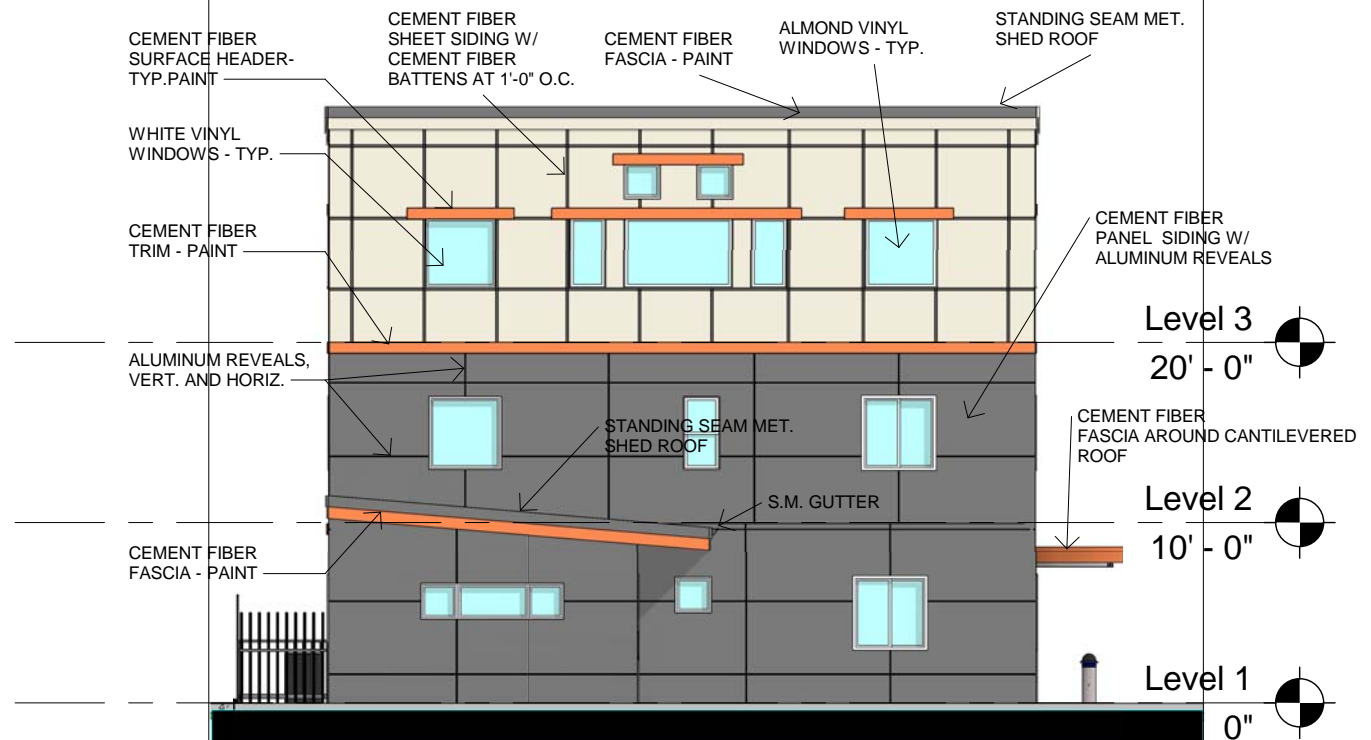 CEMENT FIBER
SURFACE HEADER-
TYP.PAINT
CEMENT FIBER
SHEET SIDING W/
CEMENT FIBER
BATTENS AT 1'-0" O.C.
CEMENT FIBER
FASCIA - PAINT
ALMOND VINYL
WINDOWS - TYP.
STANDING SEAM MET.
SHED ROOF
WHITE VINYL
WINDOWS - TYP.
CEMENT FIBER
TRIM - PAINT
CEMENT FIBER
PANEL SIDING W/
ALUMINUM REVEALS
Level 3
20' - 0"
ALUMINUM REVEALS,
VERT. AND HORIZ.
STANDING SEAM MET.
SHED ROOF
CEMENT FIBER
FASCIA AROUND CANTILEVERED
ROOF
S.M. GUTTER
Level 2
10' - 0"
CEMENT FIBER
FASCIA - PAINT
Level 1
0"